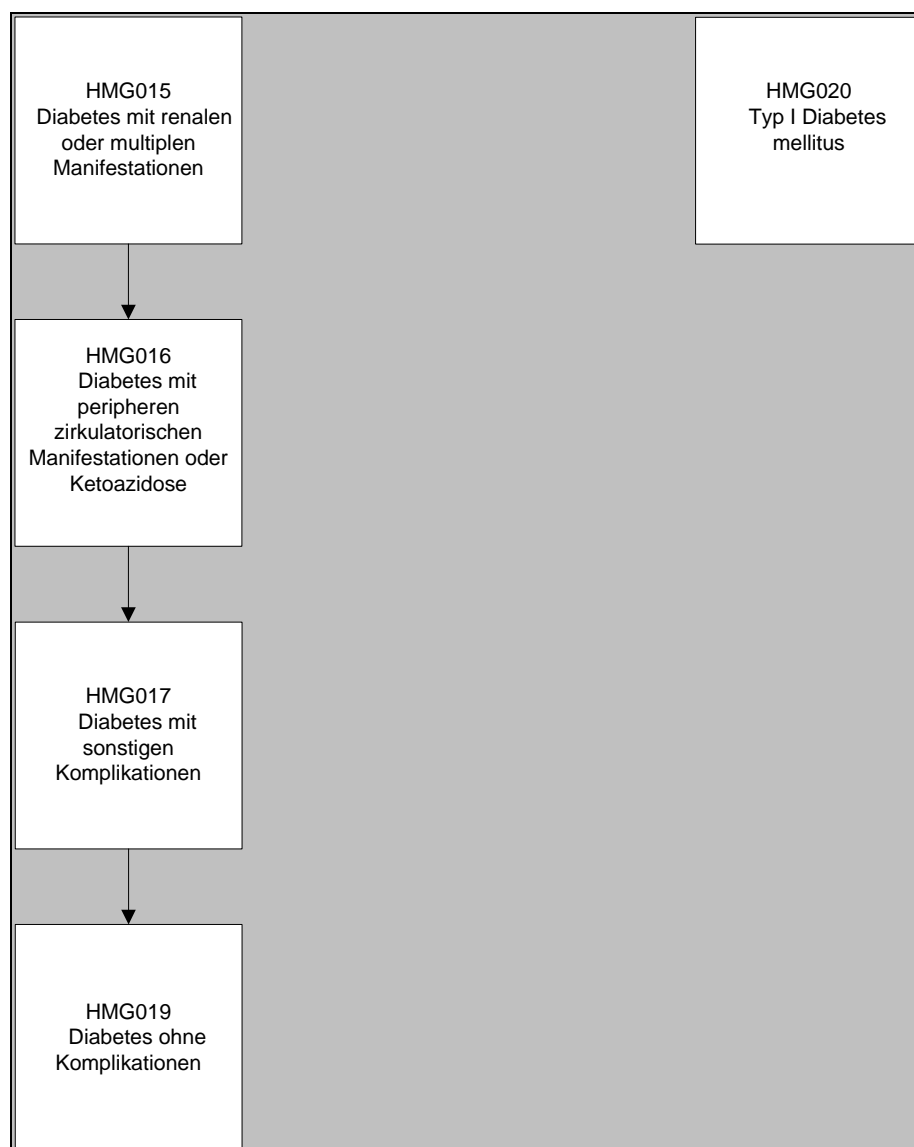 HMG015
Diabetes mit renalen
oder multiplen
Manifestationen
HMG020
Typ I Diabetes
mellitus
HMG016
Diabetes mit
peripheren
zirkulatorischen
Manifestationen oder
Ketoazidose
HMG017
Diabetes mit
sonstigen
Komplikationen
HMG019
Diabetes ohne
Komplikationen